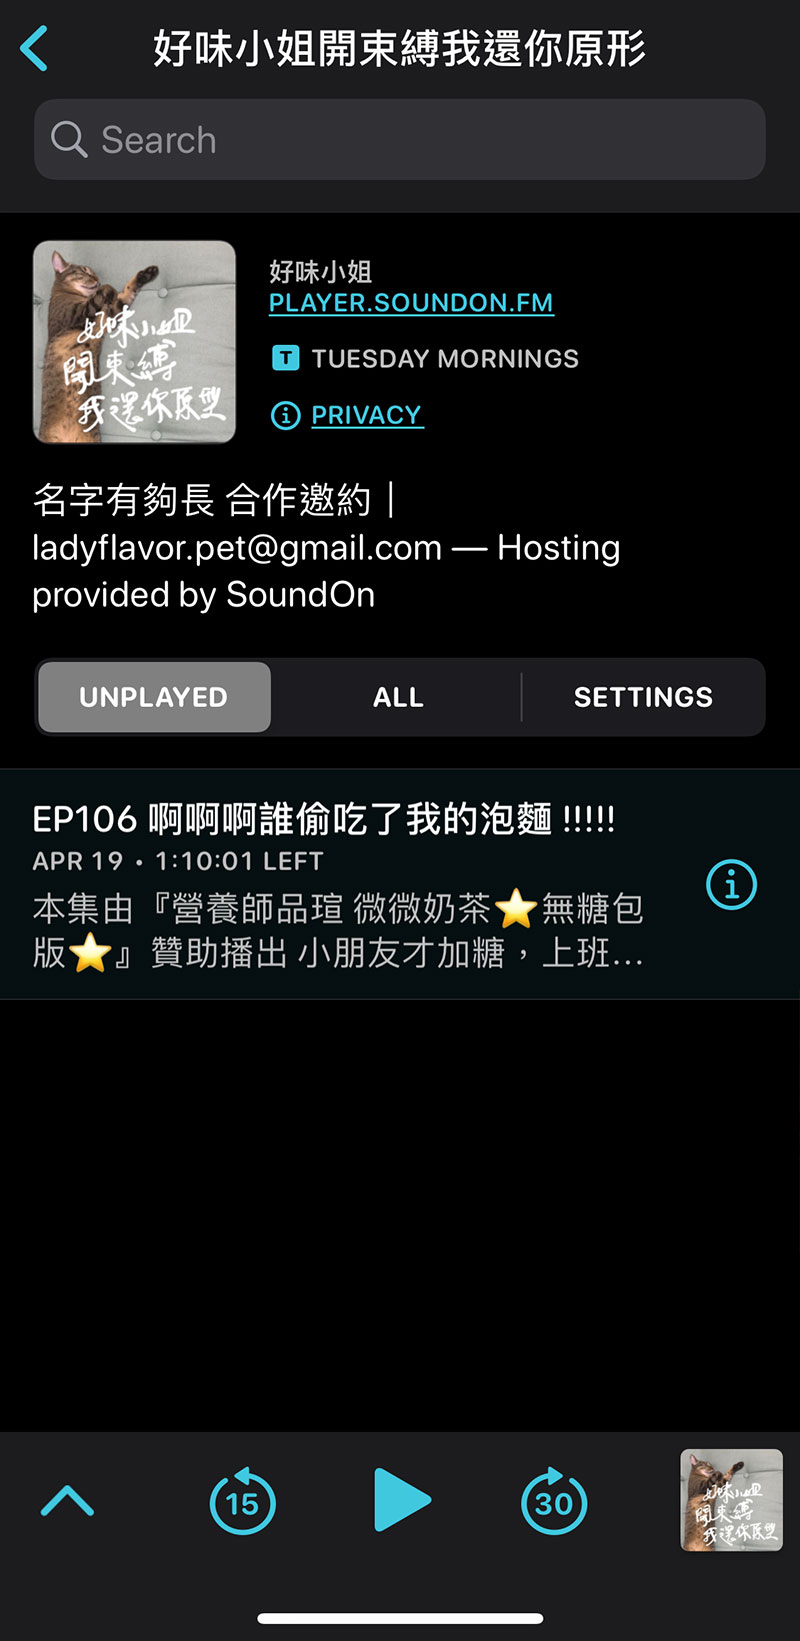 好味小姐開束縛我還你原形
Search
好味小姐
開束縛
我還你原型
好味小姐
PLAYER.SOUNDON.FM
T TUESDAY MORNINGS
PRIVACY
名字有夠長 合作邀約｜
ladyflavor.pet@gmail.com — Hosting
provided by SoundOn
UNPLAYED ALL SETTINGS
EP106 啊啊啊誰偷吃了我的泡麵 !!!!!
APR 19 • 1:10:01 LEFT
本集由『營養師品瑄 微微奶茶⭐無糖包
版⭐』贊助播出 小朋友才加糖，上班...
15 30
好味小姐
開束縛
我還你原型